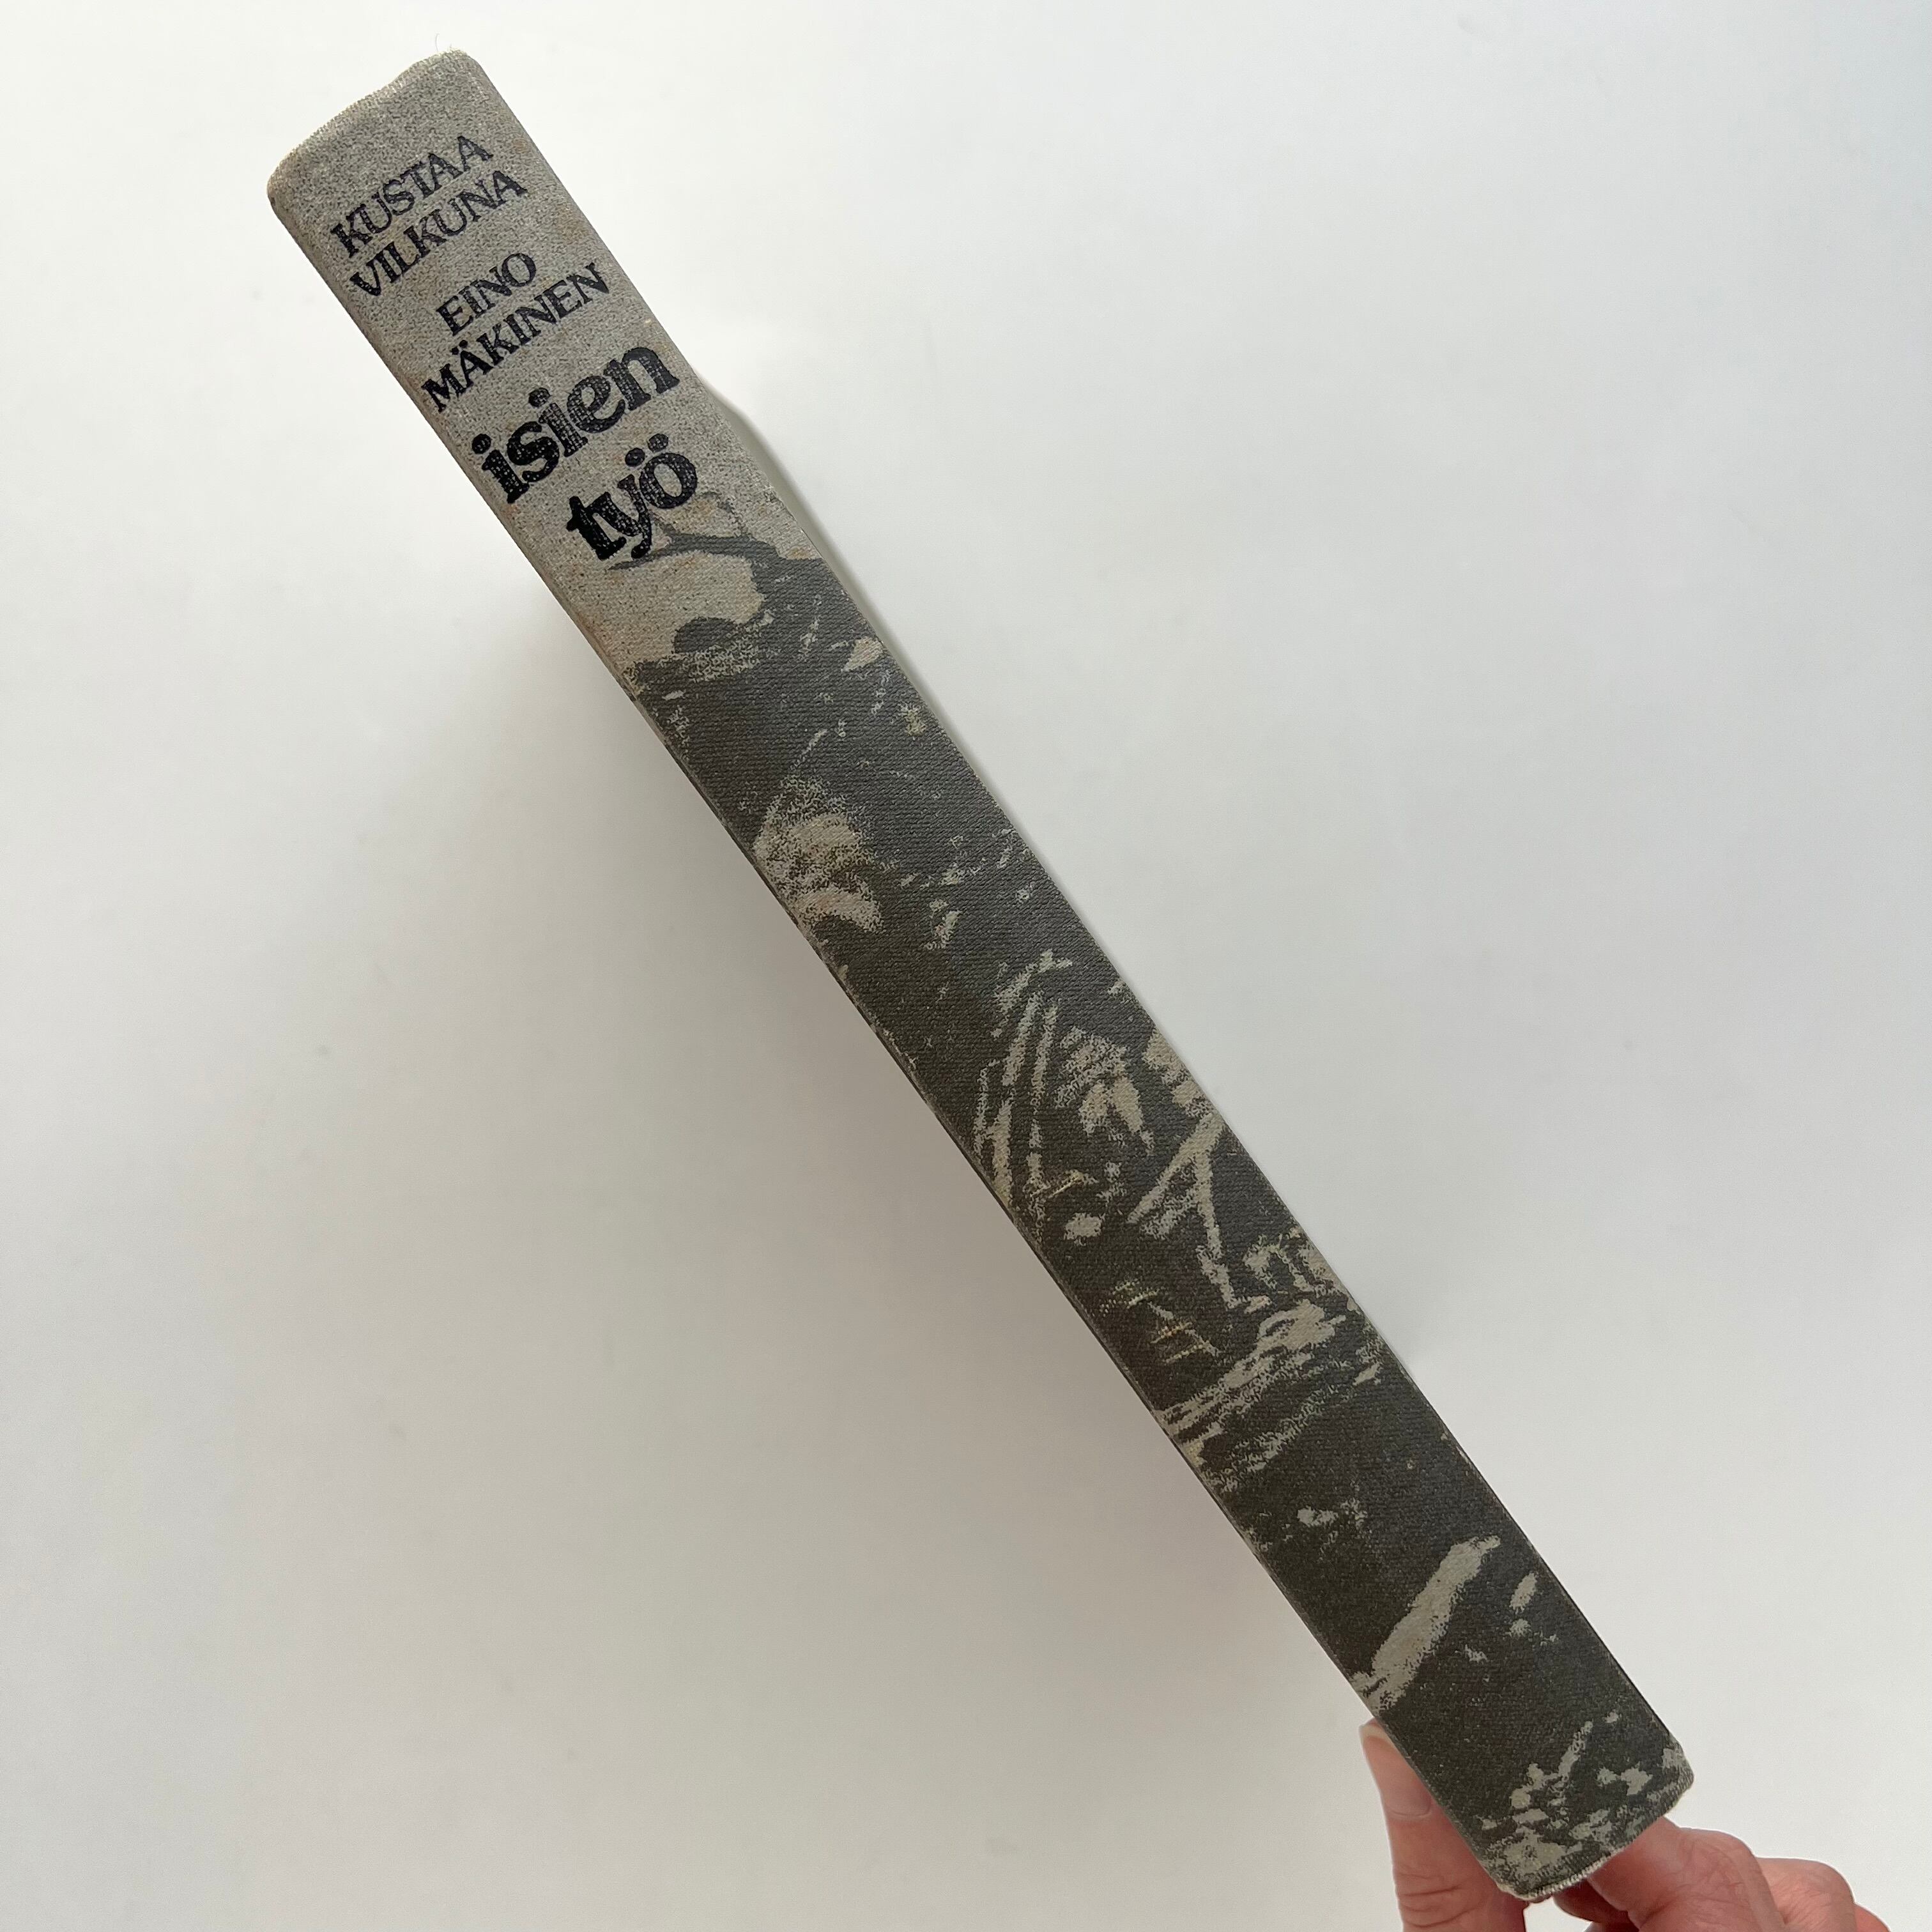 KUSTAA
VILKUNA
EINO
MÄKINEN
isien
työ